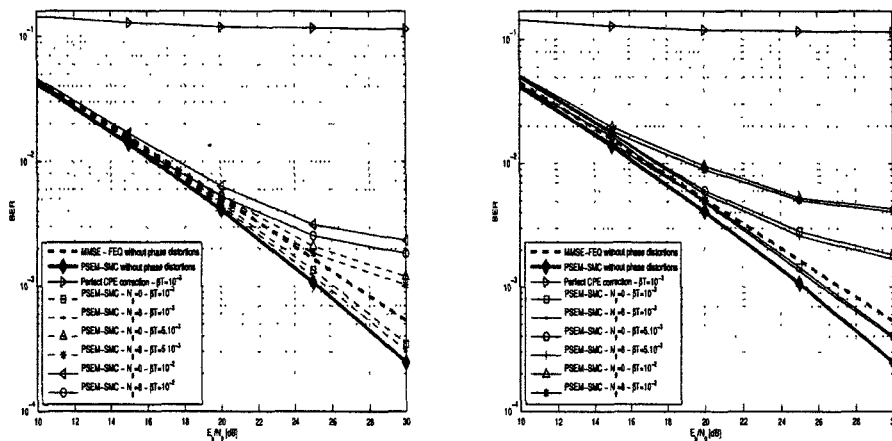 10⁻¹
10⁻²
10⁻³
10⁻⁴
BER
MMSE-FEQ without phase distortions
PSEM-SMC without phase distortions
Perfect CPE correction - βT=10⁻³
PSEM-SMC - N =0 - βT=10⁻³
PSEM-SMC - N =8 - βT=10⁻³
PSEM-SMC - N =0 - βT=5.10⁻³
PSEM-SMC - N =8 - βT=5.10⁻³
PSEM-SMC - N =0 - βT=10⁻²
PSEM-SMC - N =8 - βT=10⁻²
10 12 14 16 18 20 22 24 26 28 30
[dB]
10⁻¹
10⁻²
10⁻³
10⁻⁴
BER
MMSE-FEQ without phase distortions
PSEM-SMC without phase distortions
Perfect CPE correction - βT=10⁻³
PSEM-SMC - N =0 - βT=10⁻³
PSEM-SMC - N =8 - βT=10⁻³
PSEM-SMC - N =0 - βT=5.10⁻³
PSEM-SMC - N =8 - βT=5.10⁻³
PSEM-SMC - N =0 - βT=10⁻²
PSEM-SMC - N =8 - βT=10⁻²
10 12 14 16 18 20 22 24 26 28
[dB]